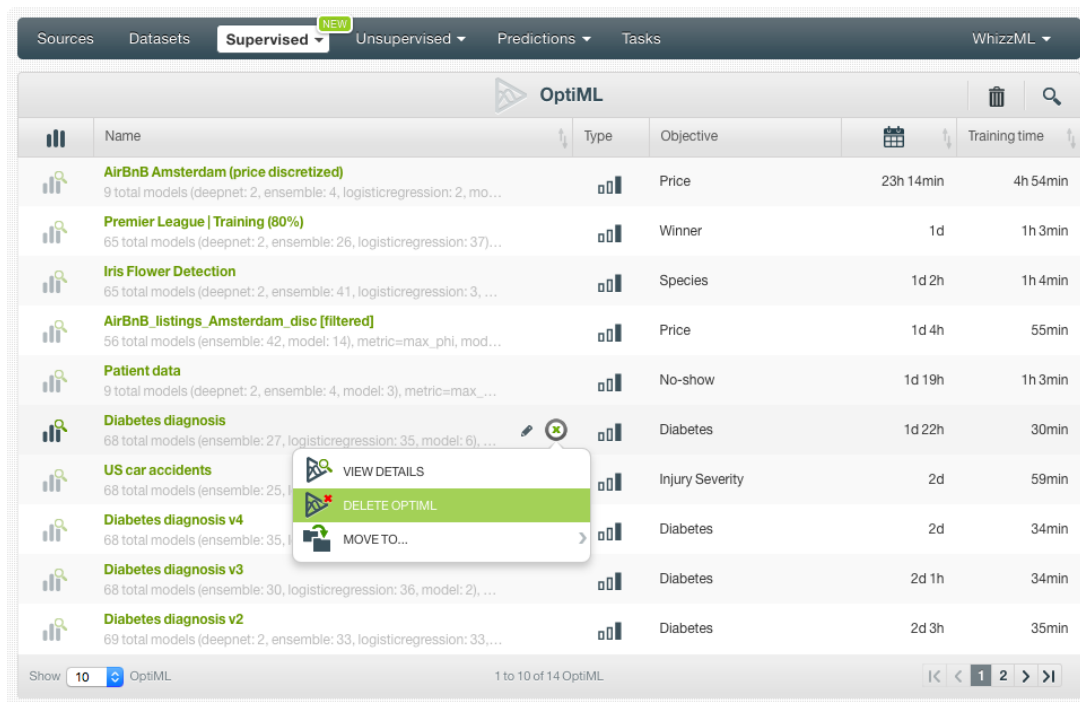 Sources Datasets Supervised NEW Unsupervised Predictions Tasks WhizzML
OptiML
Name Type Objective Training time
AirBnB Amsterdam (price discretized)
9 total models (deepnet: 2, ensemble: 4, logisticregression: 2, mo...
Price 23h 14min 4h 54min
Premier League | Training (80%)
65 total models (deepnet: 2, ensemble: 26, logisticregression: 37)...
Winner 1d 1h 3min
Iris Flower Detection
65 total models (deepnet: 2, ensemble: 41, logisticregression: 3, ...
Species 1d 2h 1h 4min
AirBnB_listings_Amsterdam_disc [filtered]
56 total models (ensemble: 42, model: 14), metric=max_phi, mod...
Price 1d 4h 55min
Patient data
9 total models (deepnet: 2, ensemble: 4, model: 3), metric=max_...
No-show 1d 19h 1h 3min
Diabetes diagnosis
68 total models (ensemble: 27, logisticregression: 35, model: 6), ...
Diabetes 1d 22h 30min
VIEW DETAILS
DELETE OPTIML
MOVE TO...
US car accidents
68 total models (ensemble: 25,
Injury Severity 2d 59min
Diabetes diagnosis v4
68 total models (ensemble: 35,
Diabetes 2d 34min
Diabetes diagnosis v3
68 total models (ensemble: 30, logisticregression: 36, model: 2), ...
Diabetes 2d 1h 34min
Diabetes diagnosis v2
69 total models (deepnet: 2, ensemble: 33, logisticregression: 33,...
Diabetes 2d 3h 35min
Show 10 OptiML 1 to 10 of 14 OptiML 1 2